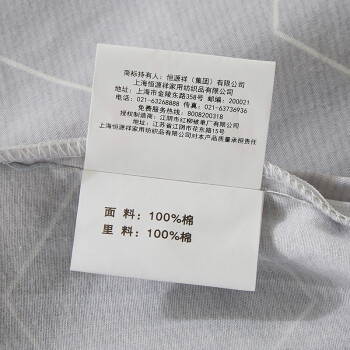 商标持有人：恒源祥（集团）有限公司
上海恒源祥家用纺织品有限公司
地址：上海市金陵东路358号 邮编：200021
电话：021-63268888 传真：021-63736936
免费服务热线：8008200318
授权制造商：江阴市红柳被单厂有限公司
地址：江苏省江阴市花东路15号
上海恒源祥家用纺织品有限公司对本产品质量承担责任
面 料：100%棉
里 料：100%棉